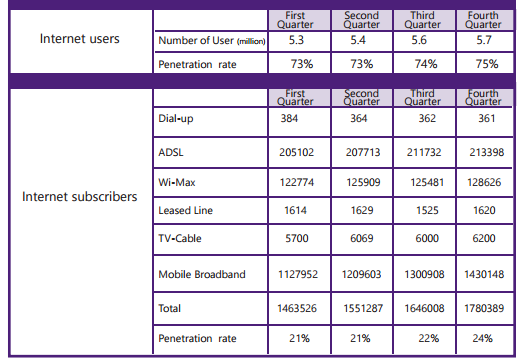 First Quarter Second Quarter Third Quarter Fourth Quarter
Internet users
Number of User (million) 5.3 5.4 5.6 5.7
Penetration rate 73% 73% 74% 75%
First Quarter Second Quarter Third Quarter Fourth Quarter
Internet subscribers
Dial-up 384 364 362 361
ADSL 205102 207713 211732 213398
Wi-Max 122774 125909 125481 128626
Leased Line 1614 1629 1525 1620
TV-Cable 5700 6069 6000 6200
Mobile Broadband 1127952 1209603 1300908 1430148
Total 1463526 1551287 1646008 1780389
Penetration rate 21% 21% 22% 24%